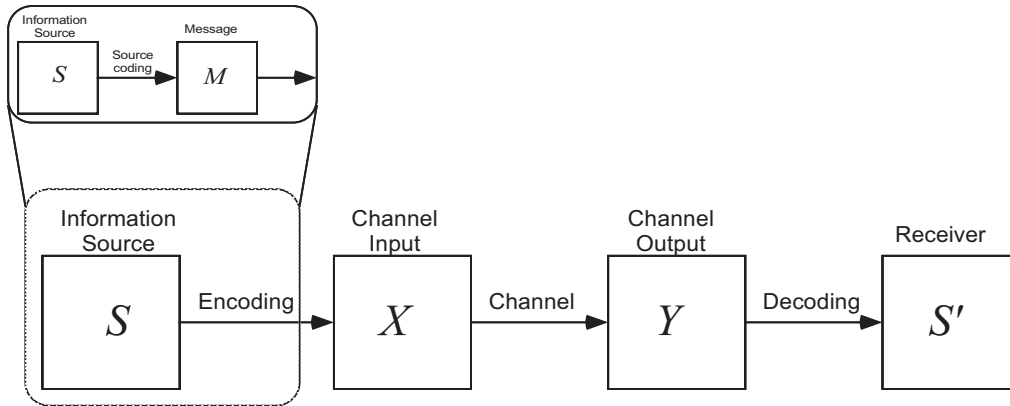 Information
Source
S
Source
coding
Message
M
Information
Source
S
Encoding
Channel
Input
X
Channel
Channel
Output
Y
Decoding
Receiver
S'